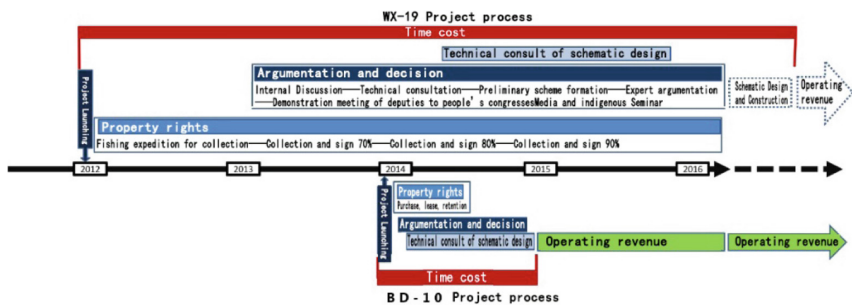 WX-19 Project process
Time cost
Technical consult of schematic design
Argumentation and decision
Internal Discussion——Technical consultation——Preliminary scheme formation——Expert argumentation
——Demonstration meeting of deputies to people's congressesMedia and indigenous Seminar
Schematic Design
and Construction
Operating
revenue
Project Launching
Property rights
Fishing expedition for collection——Collection and sign 70%——Collection and sign 80%——Collection and sign 90%
2012 2013 2014 2015 2016
Project Launching
Property rights
Purchase, lease, retention
Argumentation and decision
Technical consult of schematic design
Operating revenue
Operating revenue
Time cost
BD-10 Project process